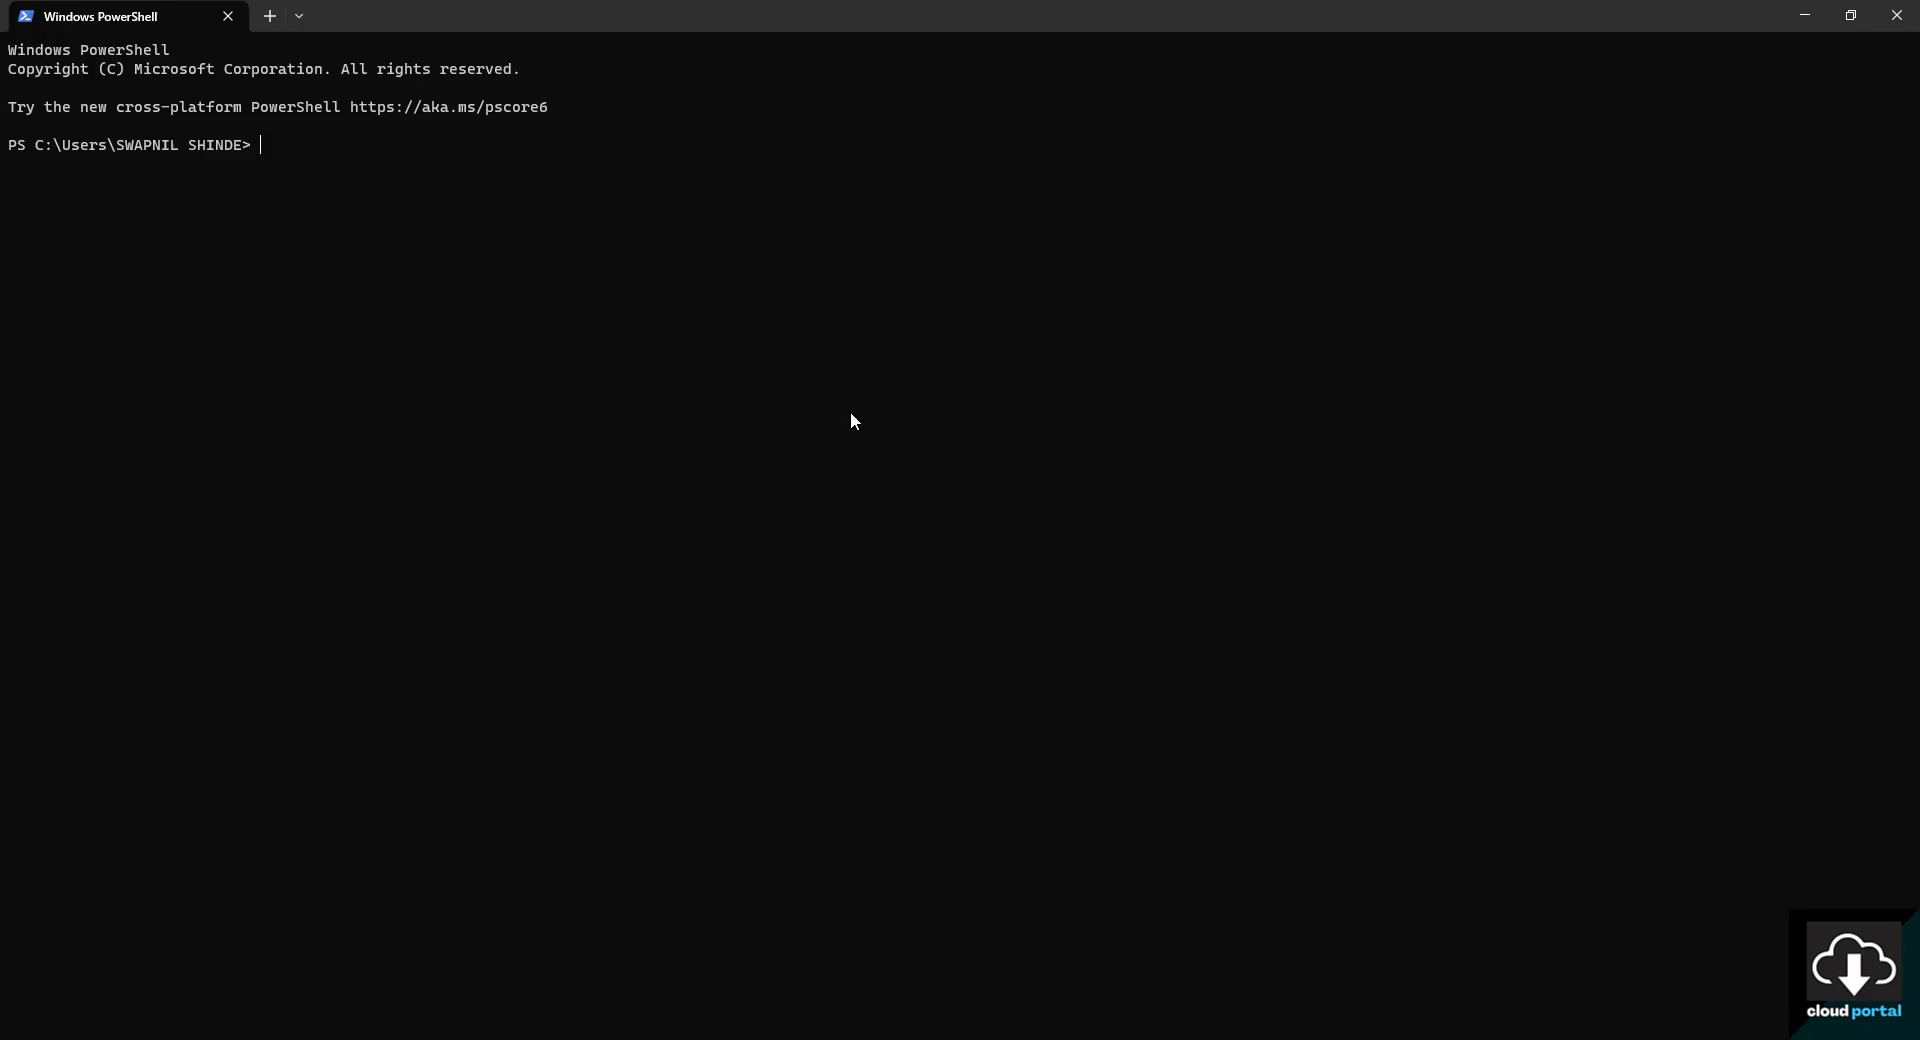 Windows PowerShell
Windows PowerShell
Copyright (C) Microsoft Corporation. All rights reserved.
Try the new cross-platform PowerShell https://aka.ms/pscore6
PS C:\Users\SWAPNIL SHINDE>
cloud portal